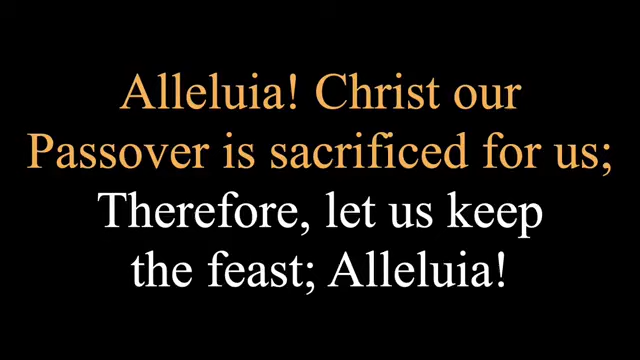 Alleluia! Christ our
Passover is sacrificed for us;
Therefore, let us keep
the feast; Alleluia!